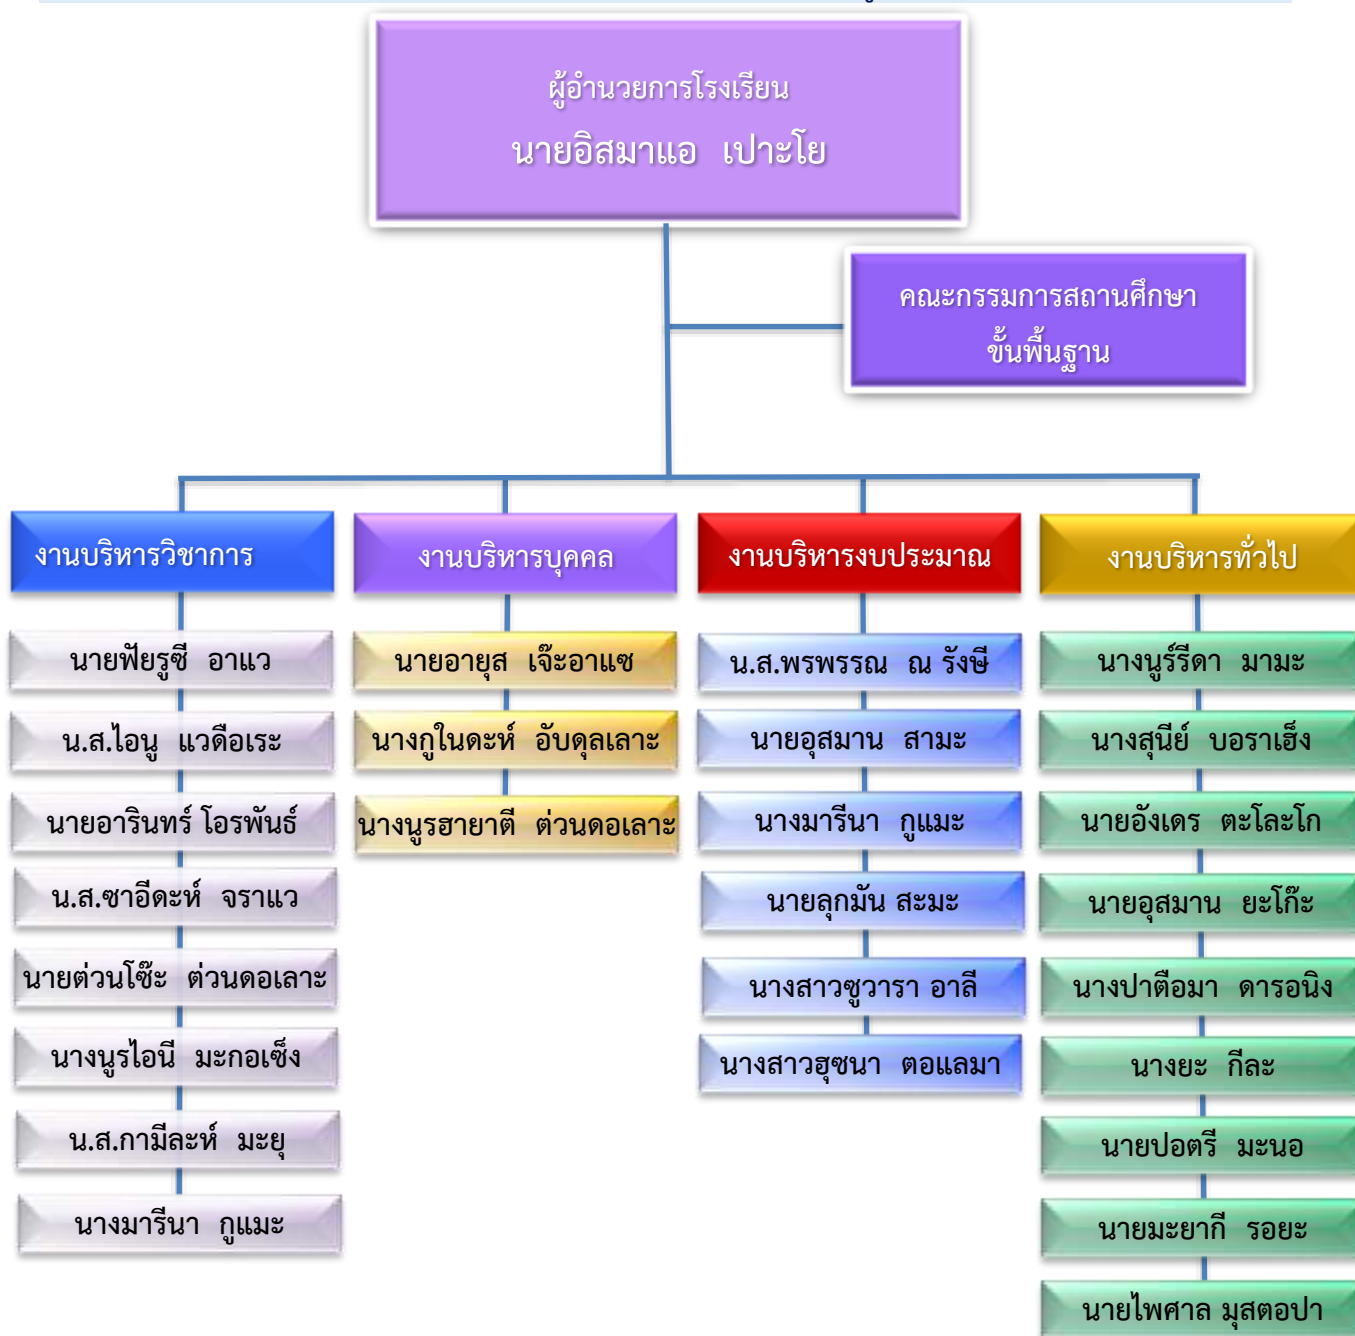 ผู้อำนวยการโรงเรียน
นายอิสมาแอ เปาะโย
คณะกรรมการสถานศึกษา
ขั้นพื้นฐาน
งานบริหารวิชาการ
นายฟัยรูซี อาแว
น.ส.ไอนู แวดือเระ
นายอารินทร์ โอรพันธ์
น.ส.ซาอีดะห์ จราแว
นายต่วนโซ๊ะ ต่วนดอเลาะ
นางนูรไอนี มะกอเซ็ง
น.ส.กามีละห์ มะยุ
นางมารีนา กูแมะ
งานบริหารบุคคล
นายอายุส เจ๊ะอาแซ
นางกูในดะห์ อับดุลเลาะ
นางนูรฮายาตี ต่วนดอเลาะ
งานบริหารงบประมาณ
น.ส.พรพรรณ ณ รังษี
นายอุสมาน สามะ
นางมารีนา กูแมะ
นายลุกมัน สะมะ
นางสาวซูวารา อาลี
นางสาวฮุซนา ตอแลมา
งานบริหารทั่วไป
นางนูร์รีดา มามะ
นางสุนีย์ บอราเฮ็ง
นายอังเดร ตะโละโก
นายอุสมาน ยะโก๊ะ
นางปาตือมา ดารอนิง
นางยะ กีละ
นายปอตรี มะนอ
นายมะยากี รอยะ
นายไพศาล มุสตอปา